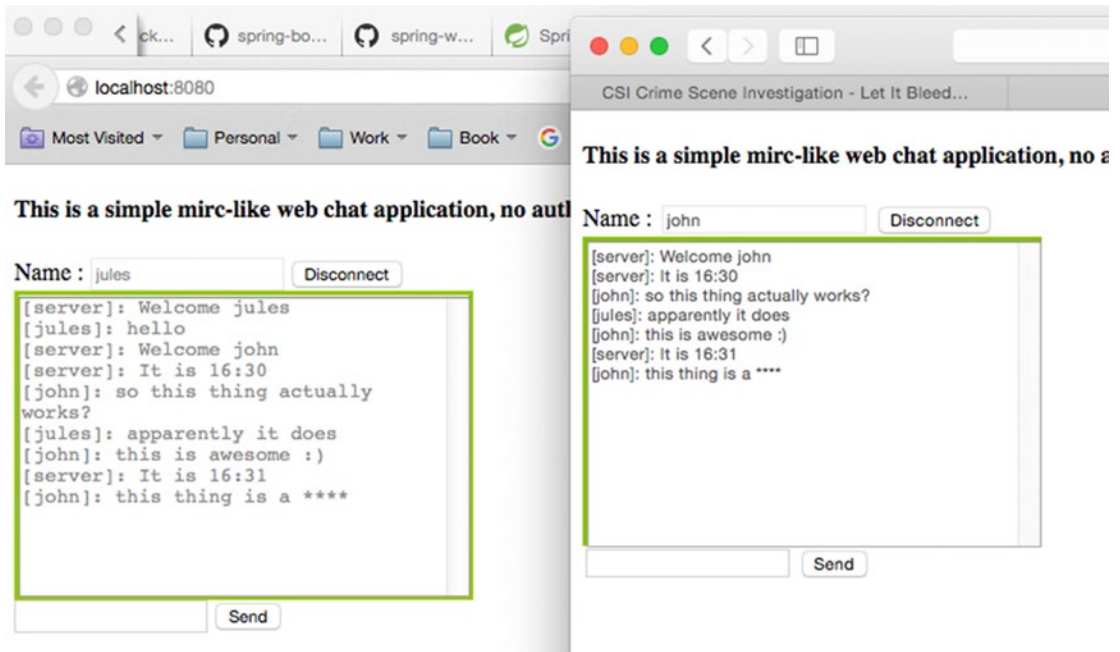 ck...
spring-bo...
spring-w...
Spri
localhost:8080
Most Visited
Personal
Work
Book
G
This is a simple mirc-like web chat application, no auth
Name : jules Disconnect
[server]: Welcome jules
[jules]: hello
[server]: Welcome john
[server]: It is 16:30
[john]: so this thing actually
works?
[jules]: apparently it does
[john]: this is awesome :)
[server]: It is 16:31
[john]: this thing is a ****
Send
CSI Crime Scene Investigation - Let It Bleed...
This is a simple mirc-like web chat application, no a
Name : john Disconnect
[server]: Welcome john
[server]: It is 16:30
[john]: so this thing actually works?
[jules]: apparently it does
[john]: this is awesome :)
[server]: It is 16:31
[john]: this thing is a ****
Send